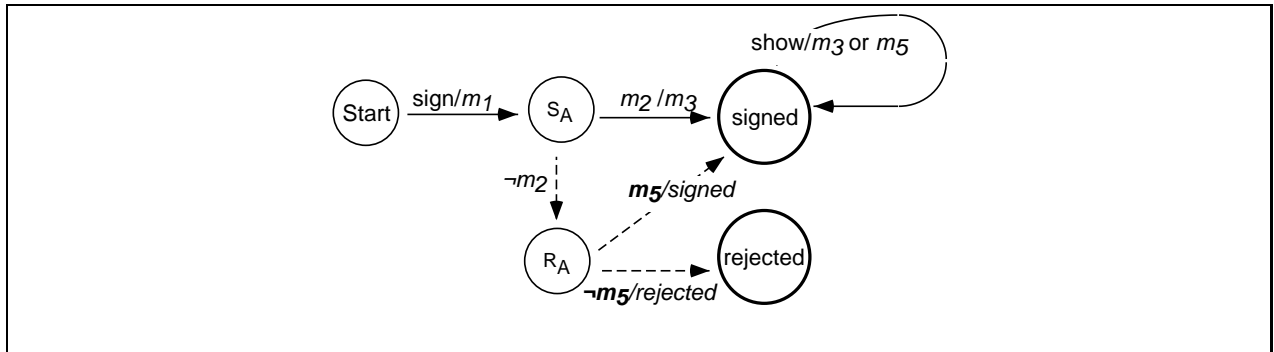 show/m3 or m5
sign/m1
m2 /m3
Start
SA
signed
¬m2
m5/signed
RA
rejected
¬m5/rejected